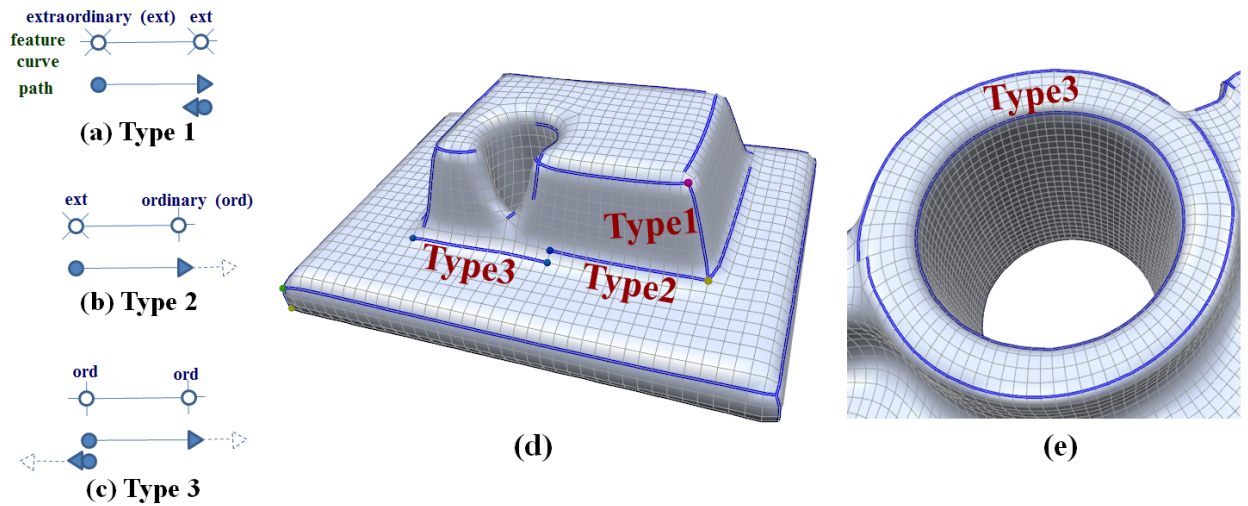 extraordinary (ext) ext
feature
curve
path
(a) Type 1
ext ordinary (ord)
(b) Type 2
ord ord
(c) Type 3
Type1
Type3
Type2
(d)
Type3
(e)